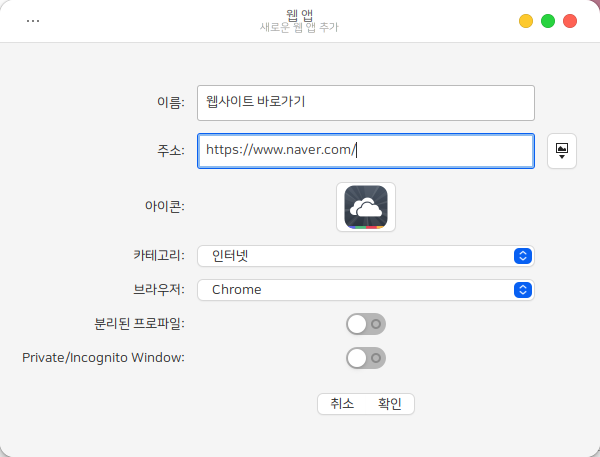 웹 앱
새로운 웹 앱 추가
이름: 웹사이트 바로가기
주소: https://www.naver.com/
아이콘:
카테고리: 인터넷
브라우저: Chrome
분리된 프로파일:
Private/Incognito Window:
취소 확인